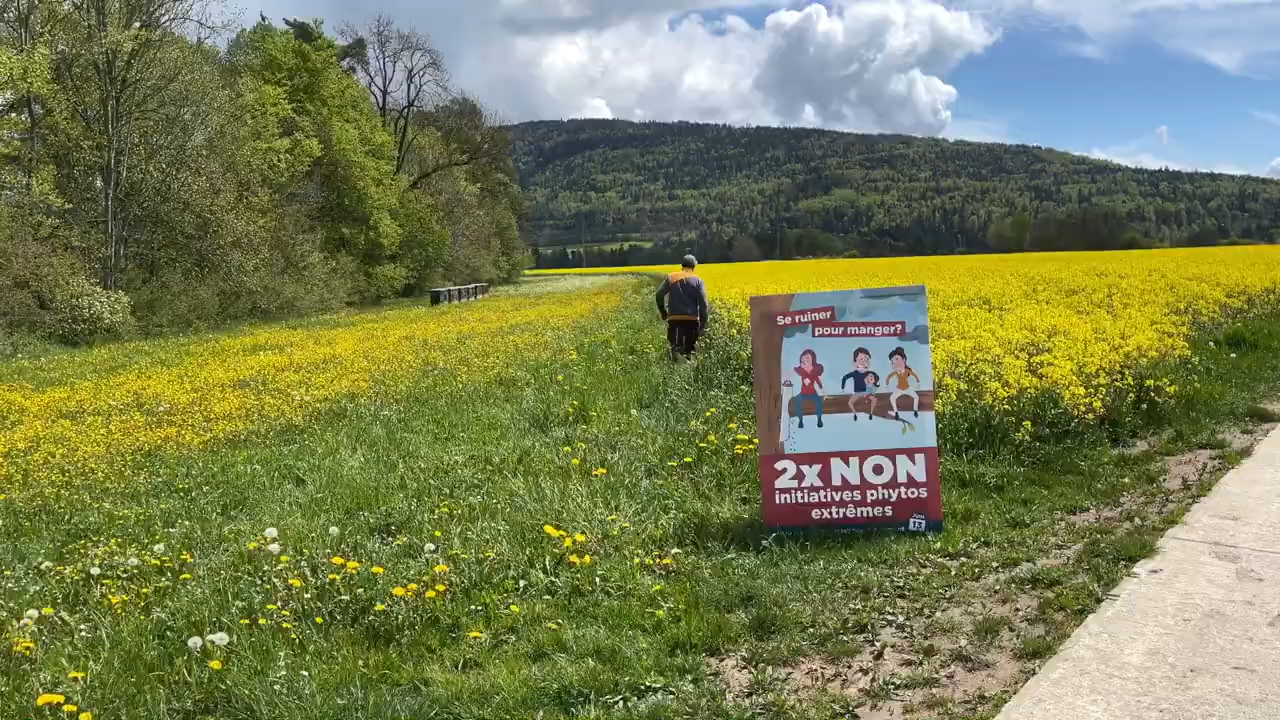 Se ruiner
pour manger?
2x NON
initiatives phytos
extrêmes
JUIN
13